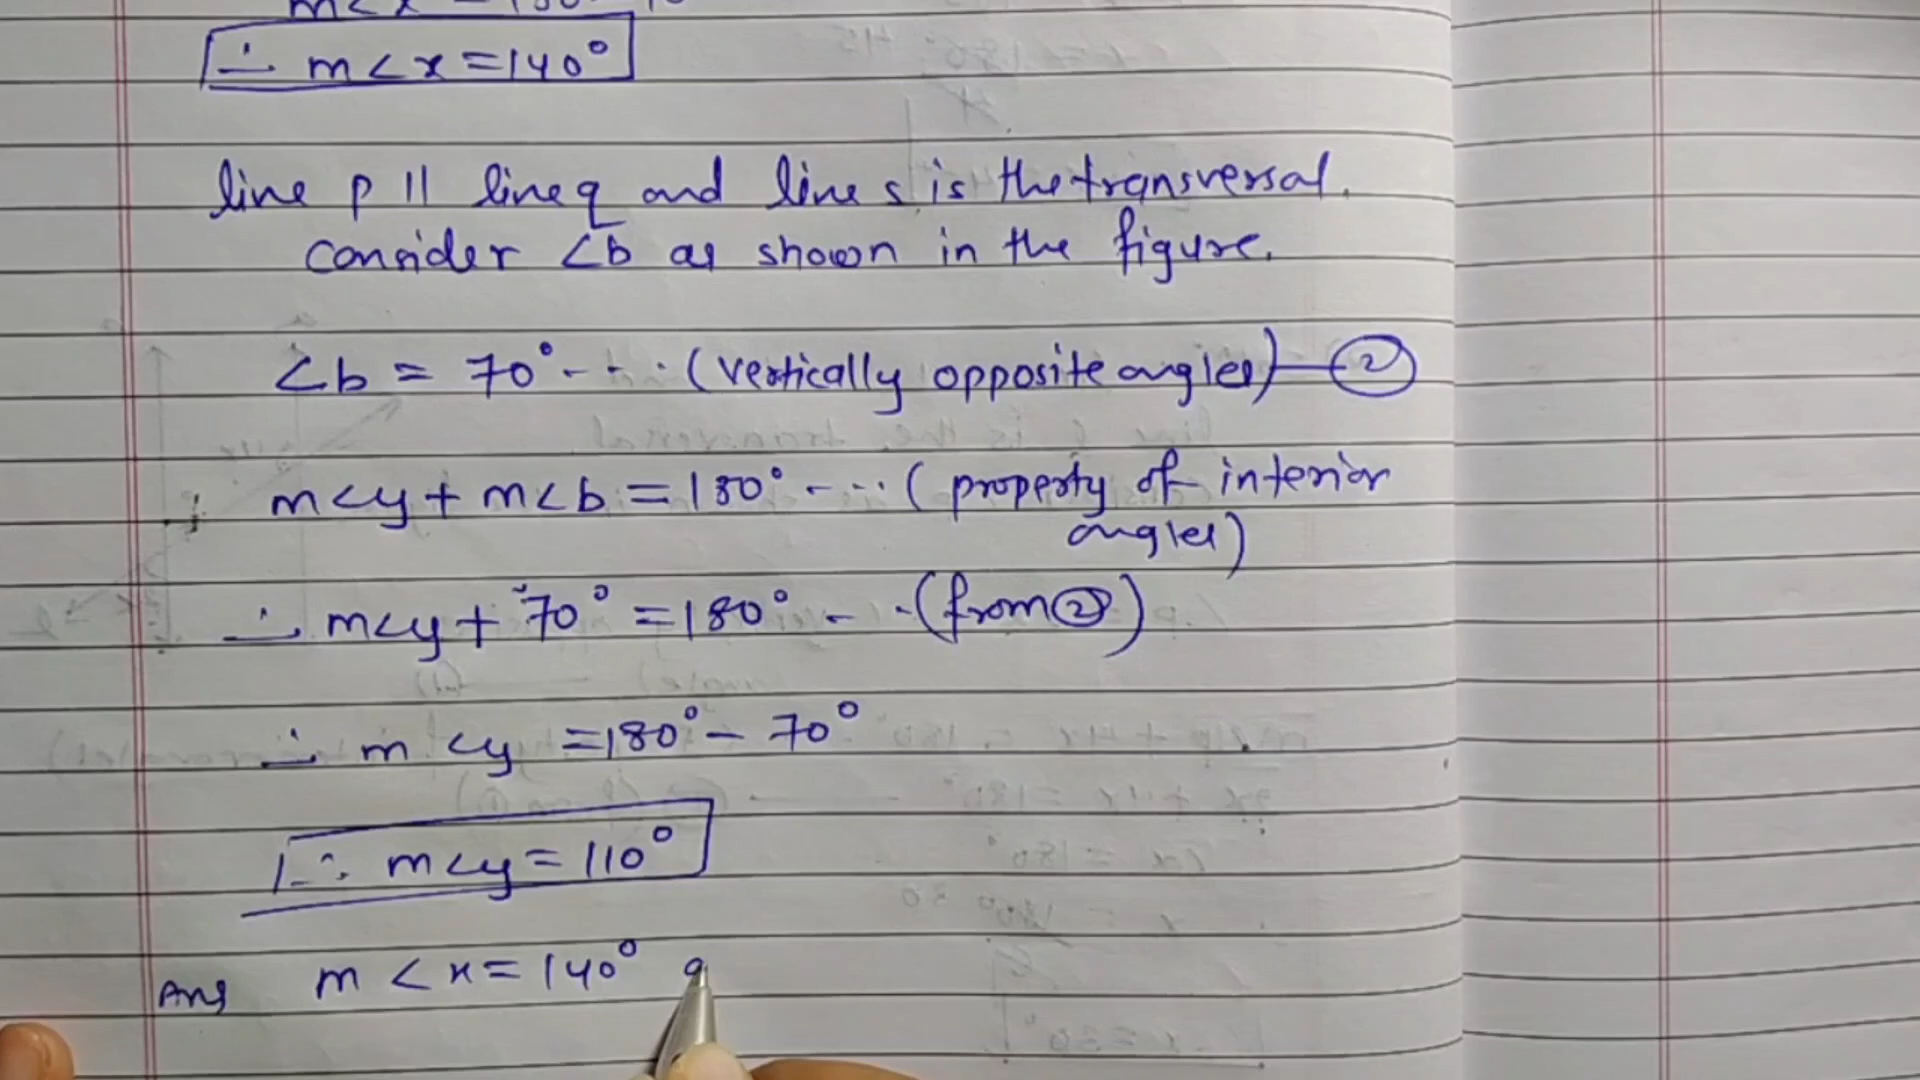 ∴ m<x = 140°
line p || line q and line s is the transversal.
consider <b as shown in the figure.
<b = 70° - - · (vertically opposite angles) — ②
m<y + m<b = 180° - - ·· ( property of interior
angles)
∴ m<y + 70° = 180° - - · (from ②)
∴ m <y = 180° - 70°
∴ m<y = 110°
Ans m <x = 140° a